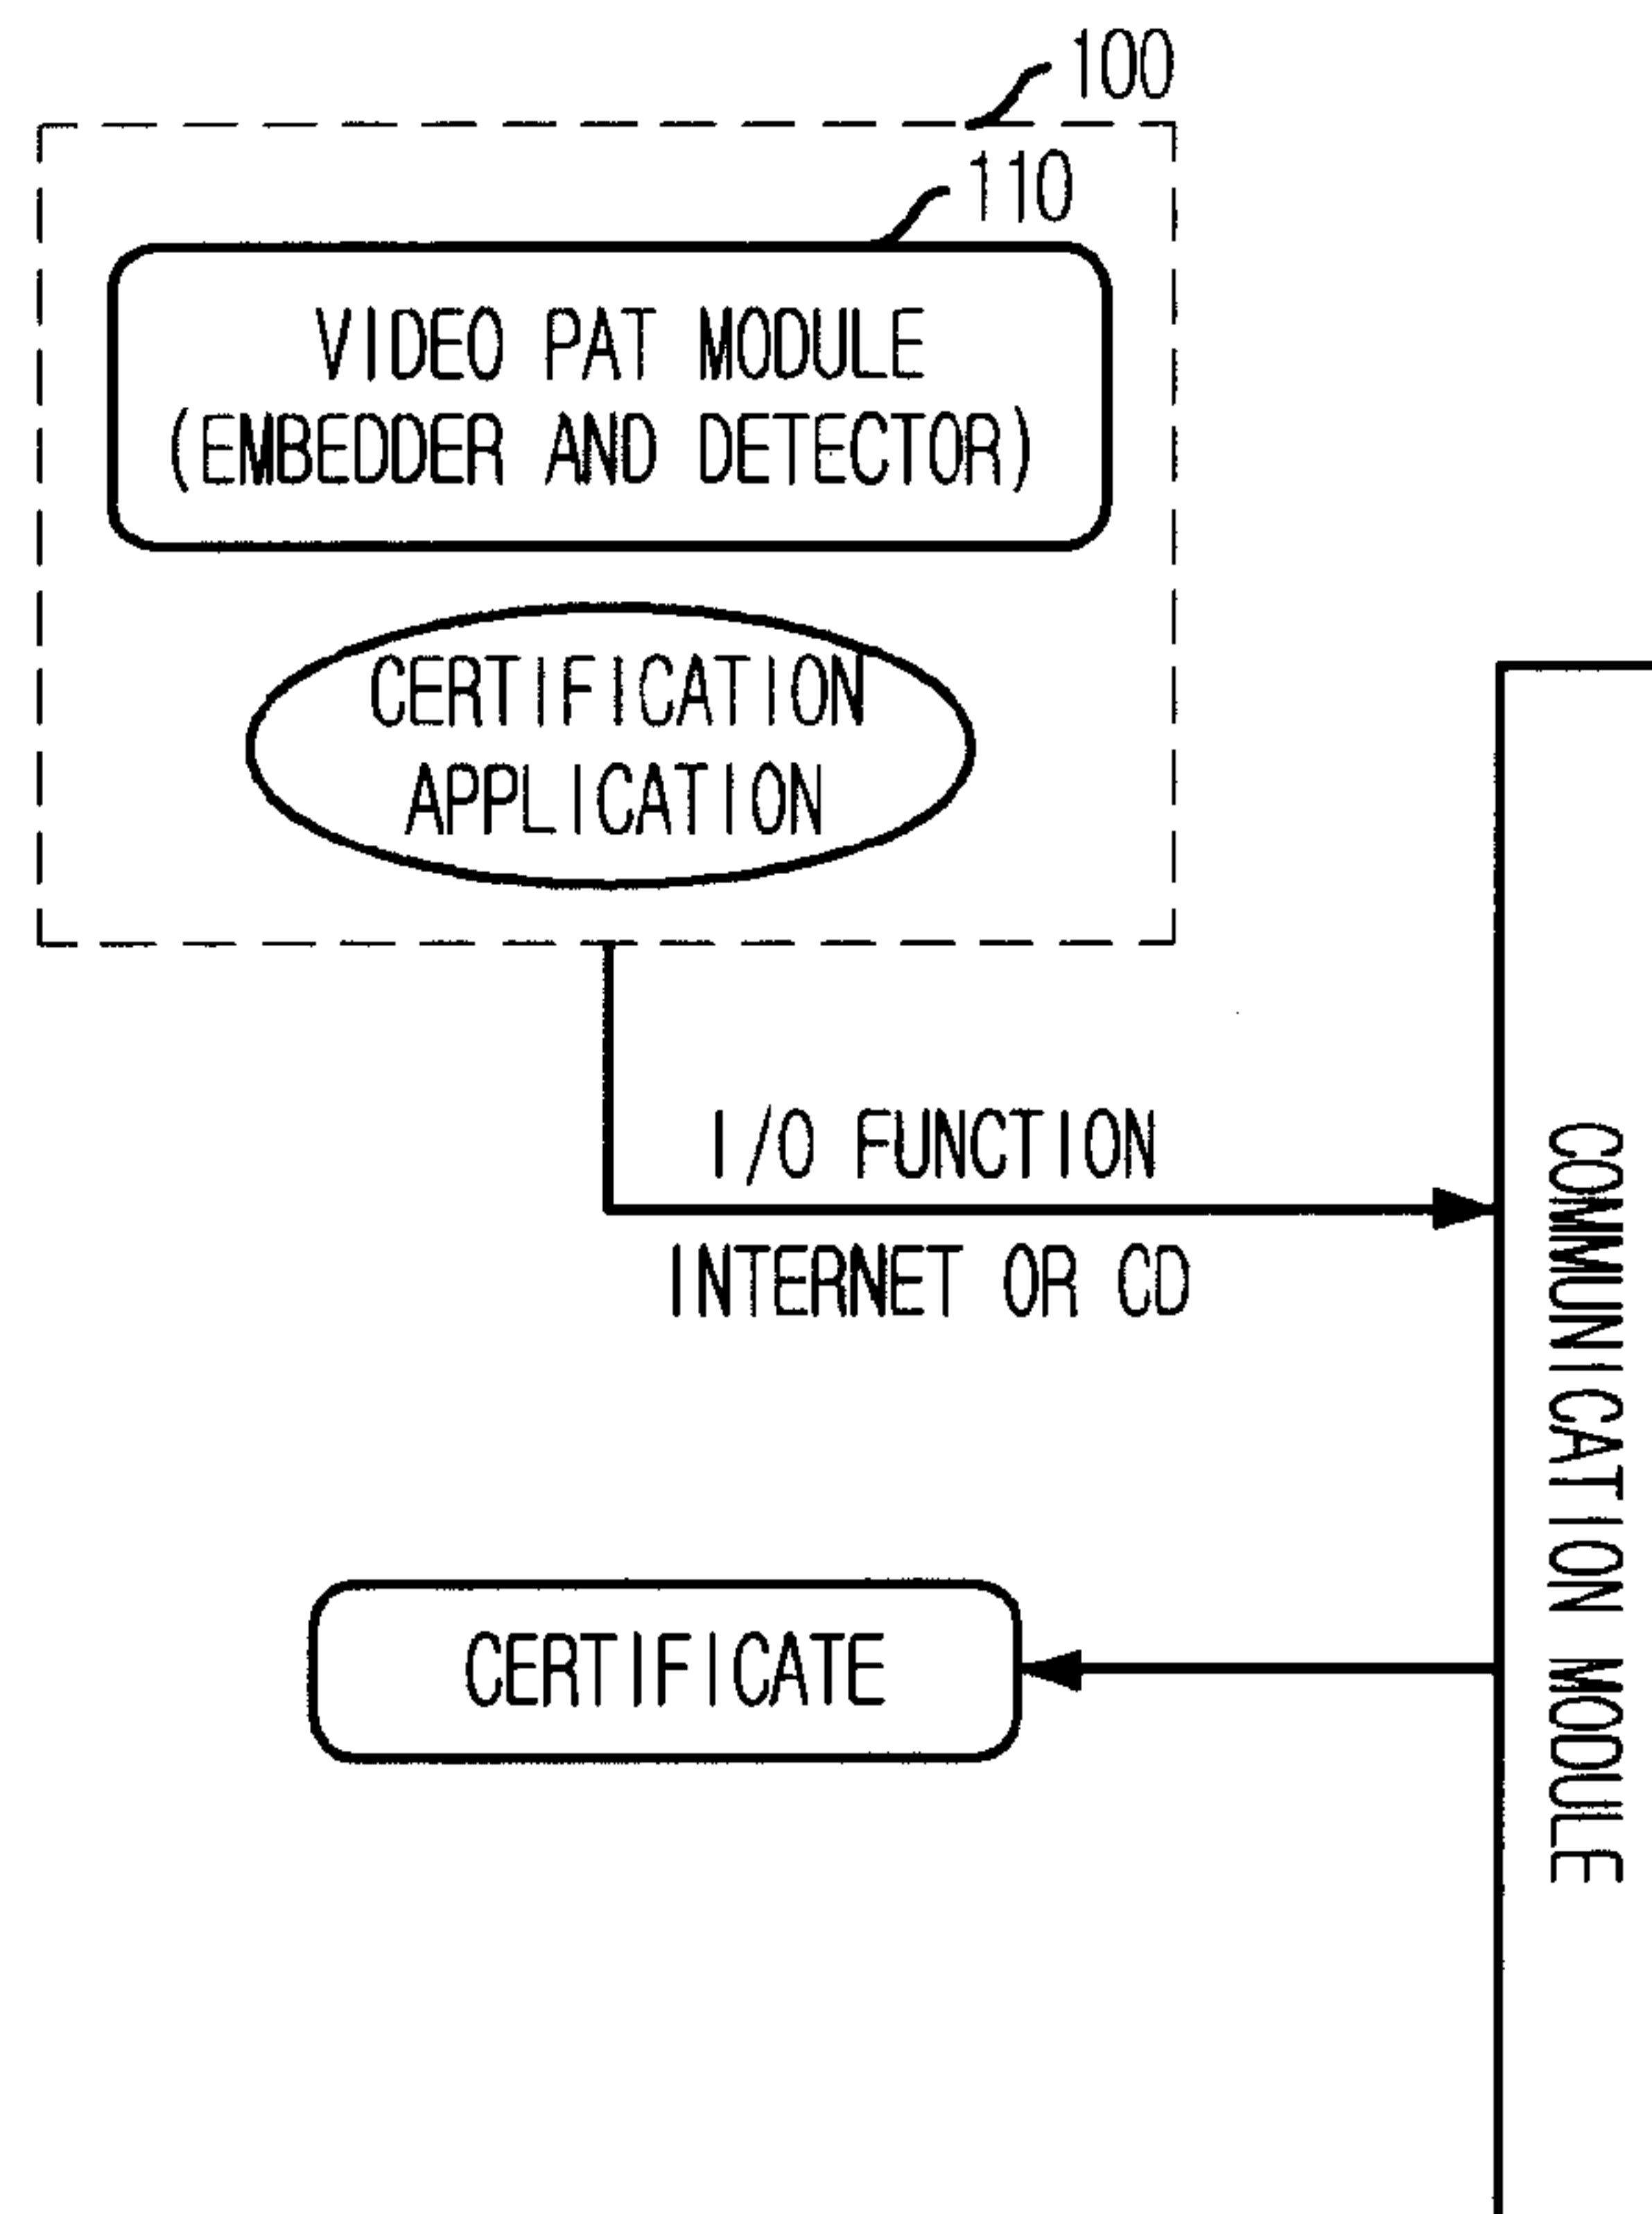 100
110
VIDEO PAT MODULE
(EMBEDDER AND DETECTOR)
CERTIFICATION
APPLICATION
I/O FUNCTION
INTERNET OR CD
COMMUNICATION MODULE
CERTIFICATE